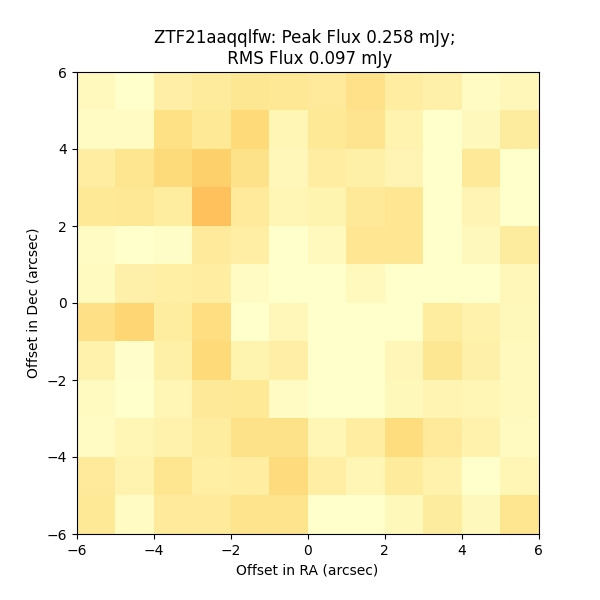 ZTF21aaqqlfw: Peak Flux 0.258 mJy;
RMS Flux 0.097 mJy
6
4
2
0
−2
−4
−6
Offset in Dec (arcsec)
−6 −4 −2 0 2 4 6
Offset in RA (arcsec)